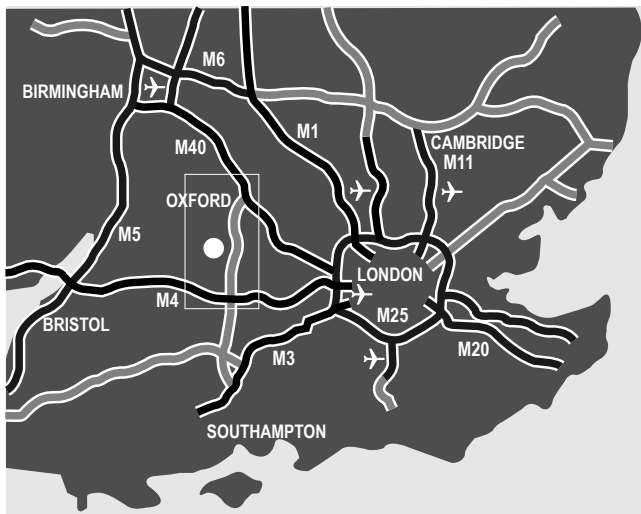 M6
BIRMINGHAM
M1
M40
CAMBRIDGE
M11
OXFORD
M5
LONDON
M4
M25
BRISTOL
M3
M20
SOUTHAMPTON